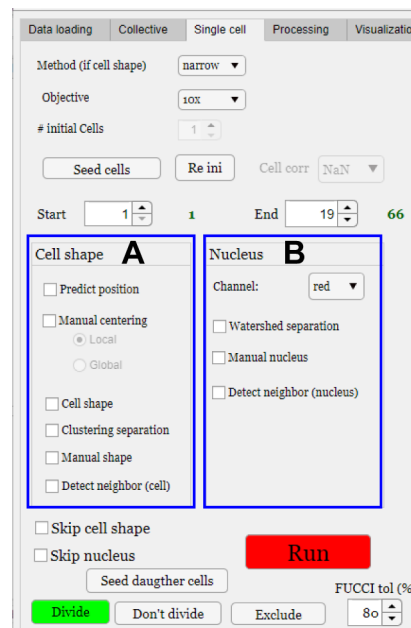 Data loading Collective Single cell Processing Visualizatio
Method (if cell shape) narrow
Objective 10x
# initial Cells 1
Seed cells Re ini Cell corr NaN
Start 1 1 End 19 66
Cell shape A Nucleus B
Predict position Channel: red
Manual centering Watershed separation
Local
Manual nucleus
Global
Detect neighbor (nucleus)
Cell shape
Clustering separation
Manual shape
Detect neighbor (cell)
Skip cell shape
Skip nucleus Run
Seed daugther cells FUCCI tol (%
Divide Don't divide Exclude 80